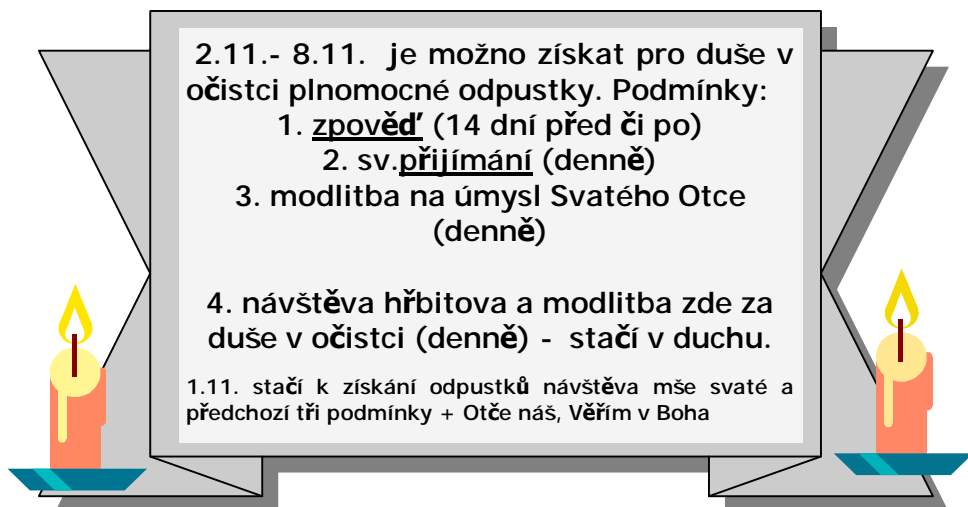 2.11.- 8.11. je možno získat pro duše v
očistci plnomocné odpustky. Podmínky:
1. zpověď (14 dní před či po)
2. sv.přijímání (denně)
3. modlitba na úmysl Svatého Otce
(denně)
4. návštěva hřbitova a modlitba zde za
duše v očistci (denně) - stačí v duchu.
1.11. stačí k získání odpustků návštěva mše svaté a
předchozí tři podmínky + Otče náš, Věřím v Boha